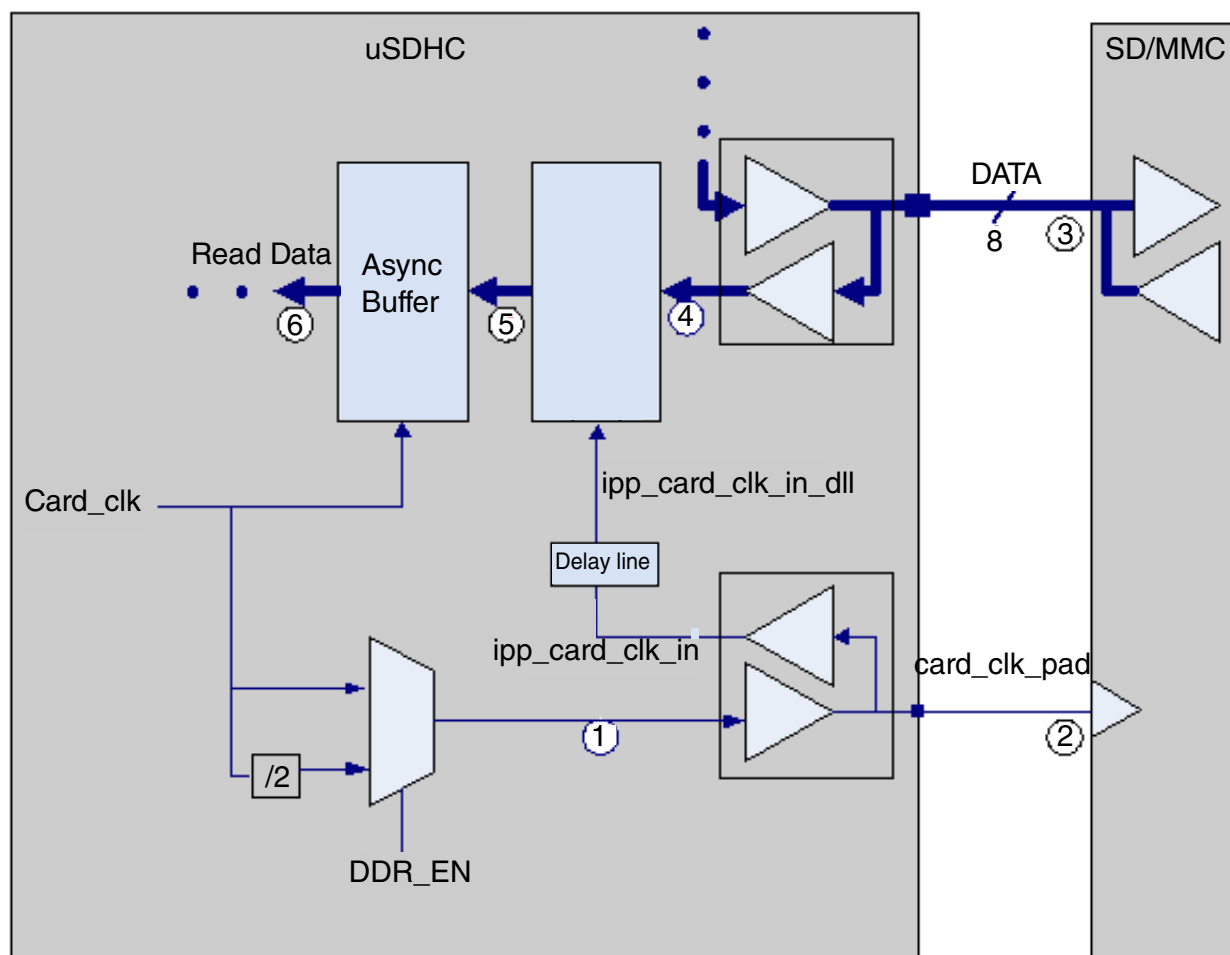 uSDHC
SD/MMC
DATA
8
3
Read Data
Async
Buffer
6
5
4
Card_clk
ipp_card_clk_in_dll
Delay line
ipp_card_clk_in
card_clk_pad
1
2
/2
DDR_EN